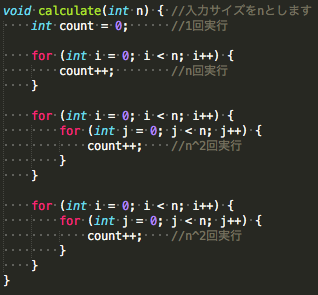 void calculate(int n) { //入力サイズをnとします
    int count = 0;      //1回実行
    for (int i = 0; i < n; i++) {
        count++;    //n回実行
    }
    for (int i = 0; i < n; i++) {
        for (int j = 0; j < n; j++) {
            count++;    //n^2回実行
        }
    }
    for (int i = 0; i < n; i++) {
        for (int j = 0; j < n; j++) {
            count++;    //n^2回実行
        }
    }
}